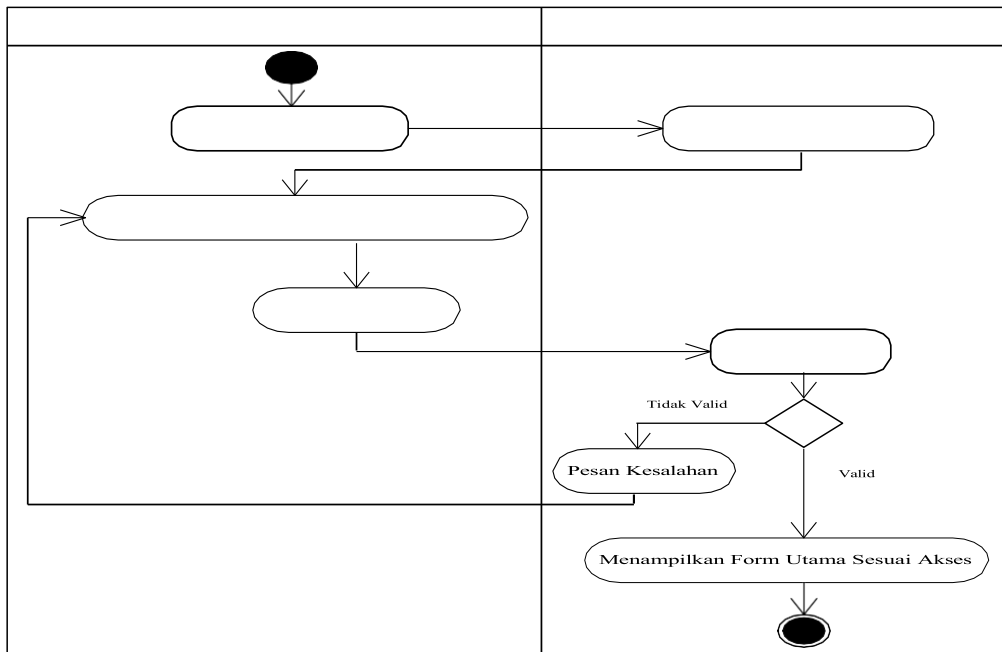 Tidak Valid
Pesan Kesalahan
Valid
Menampilkan Form Utama Sesuai Akses